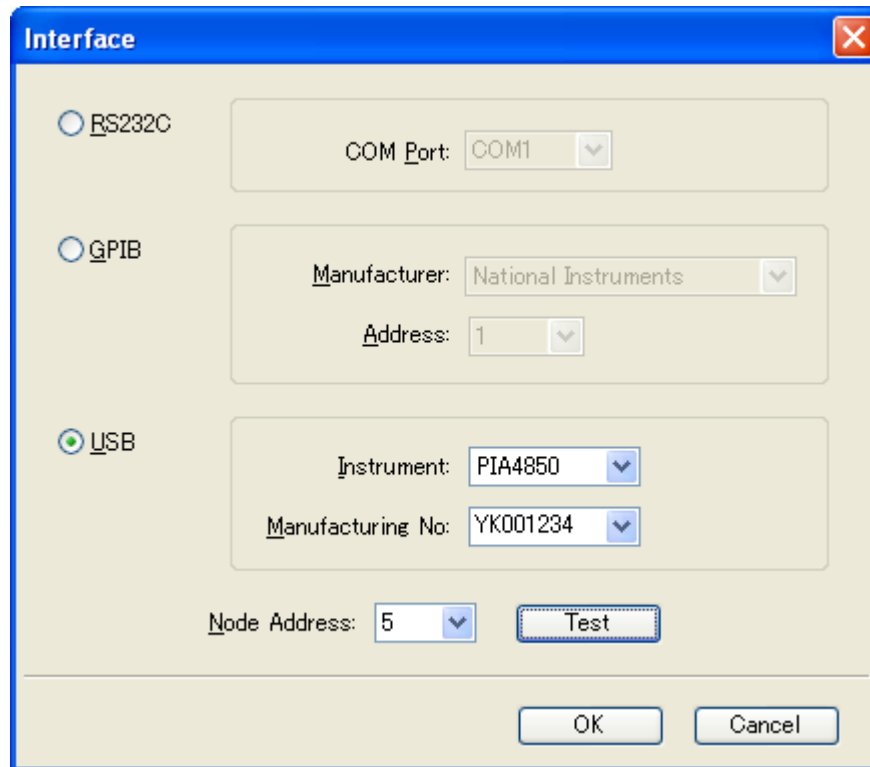 Interface
RS232C
COM Port: COM1
GPIB
Manufacturer: National Instruments
Address: 1
USB
Instrument: PIA4850
Manufacturing No: YK001234
Node Address: 5 Test
OK Cancel